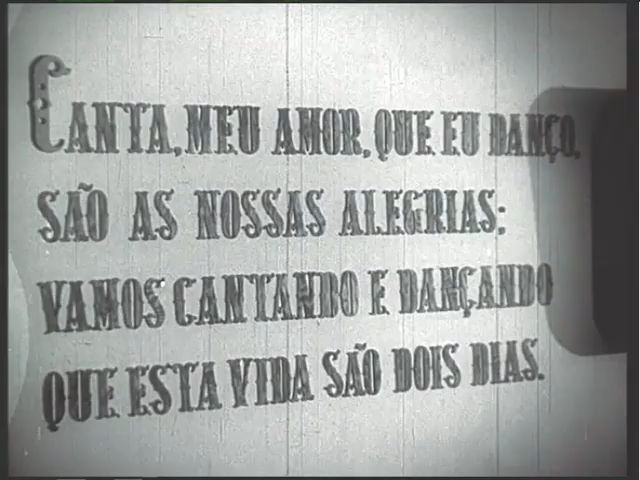 CANTA, MEU AMOR, QUE EU DANÇO,
SÃO AS NOSSAS ALEGRIAS:
VAMOS CANTANDO E DANÇANDO
QUE ESTA VIDA SÃO DOIS DIAS.